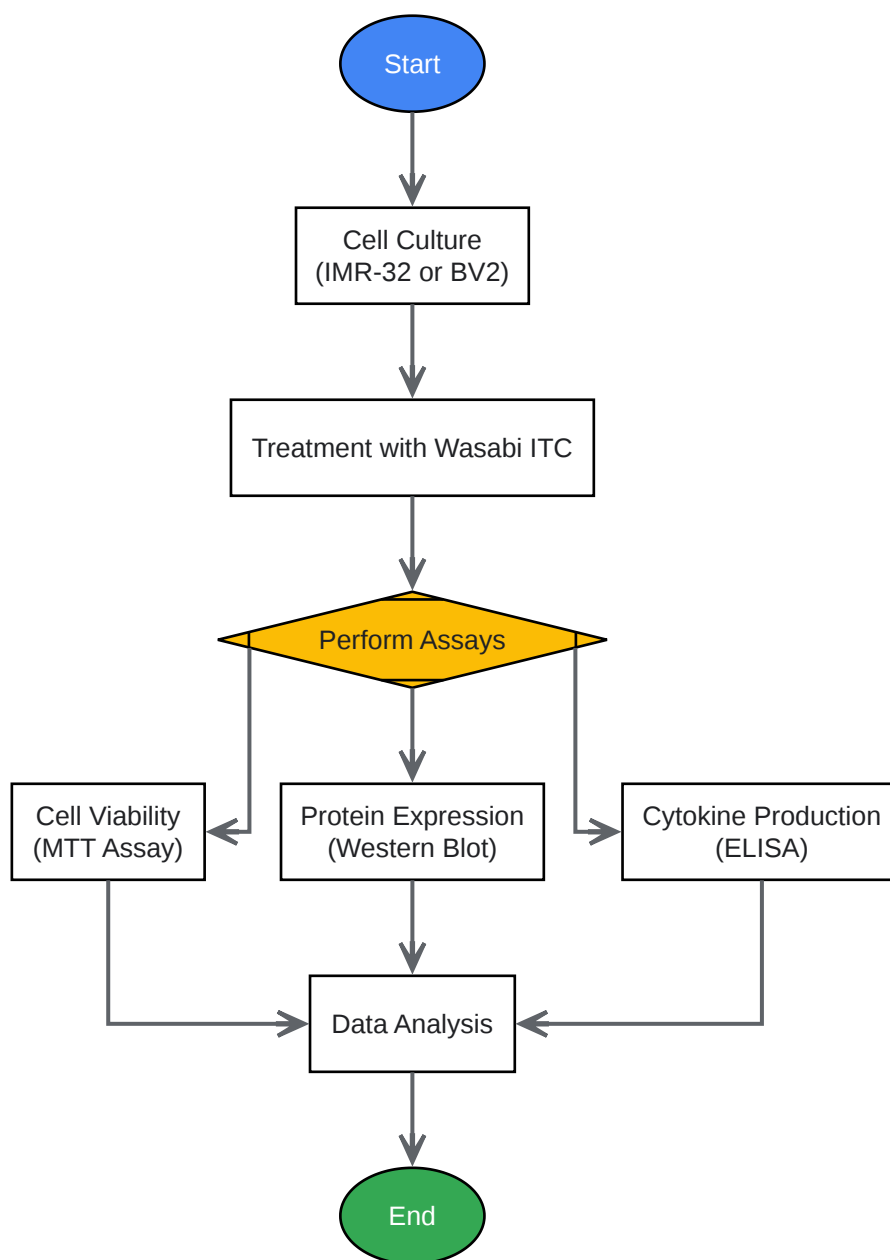 Start
Cell Culture
(IMR-32 or BV2)
Treatment with Wasabi ITC
Perform Assays
Cell Viability
(MTT Assay)
Protein Expression
(Western Blot)
Cytokine Production
(ELISA)
Data Analysis
End